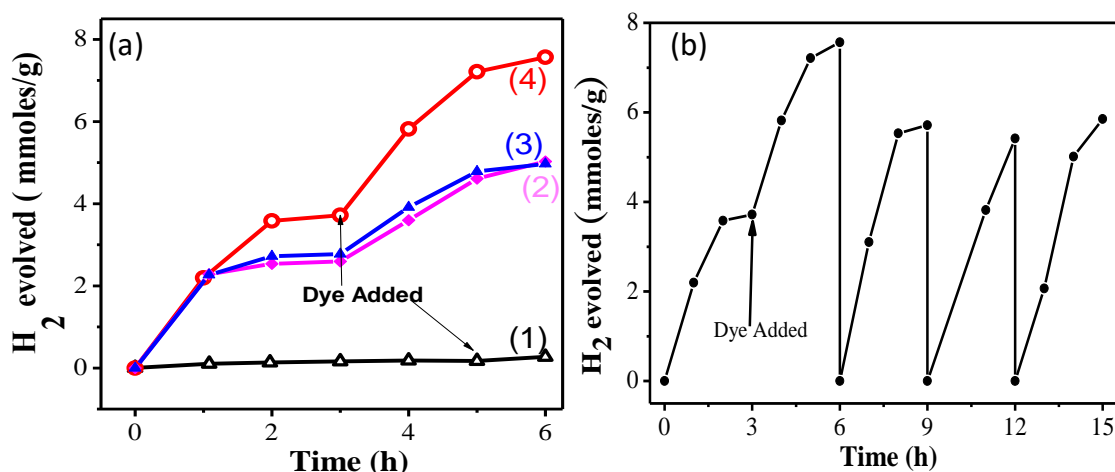 (a)
H2 evolved ( mmoles/g)
8
6
4
2
0
(4)
(3)
(2)
Dye Added
(1)
0 2 4 6
Time (h)
(b)
H2 evolved (mmoles/g)
8
6
4
2
0
Dye Added
0 3 6 9 12 15
Time (h)